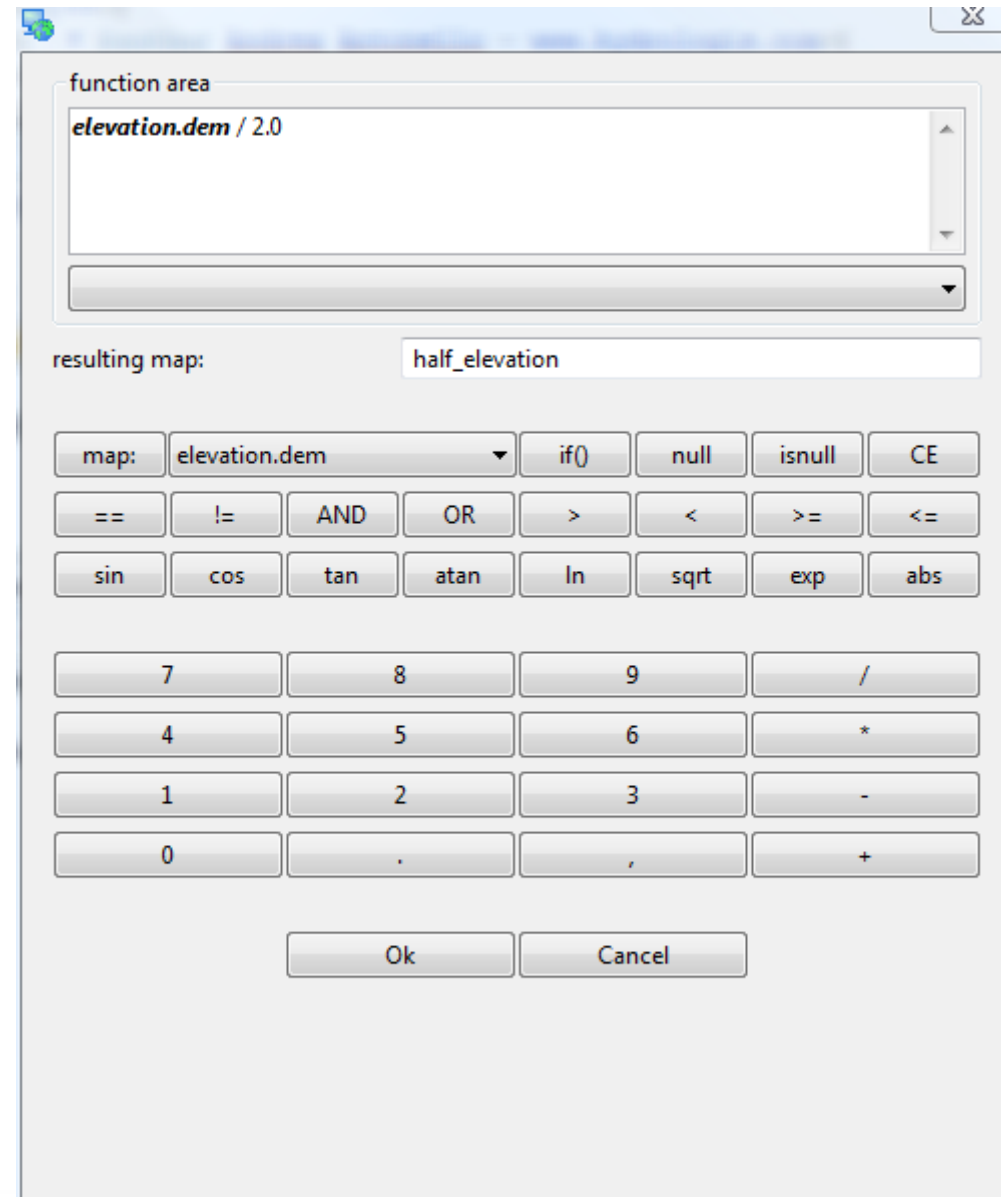 function area
elevation.dem / 2.0
resulting map: half_elevation
map: elevation.dem if() null isnull CE
== != AND OR > < >= <=
sin cos tan atan ln sqrt exp abs
7 8 9 /
4 5 6 *
1 2 3 -
0 . , +
Ok Cancel